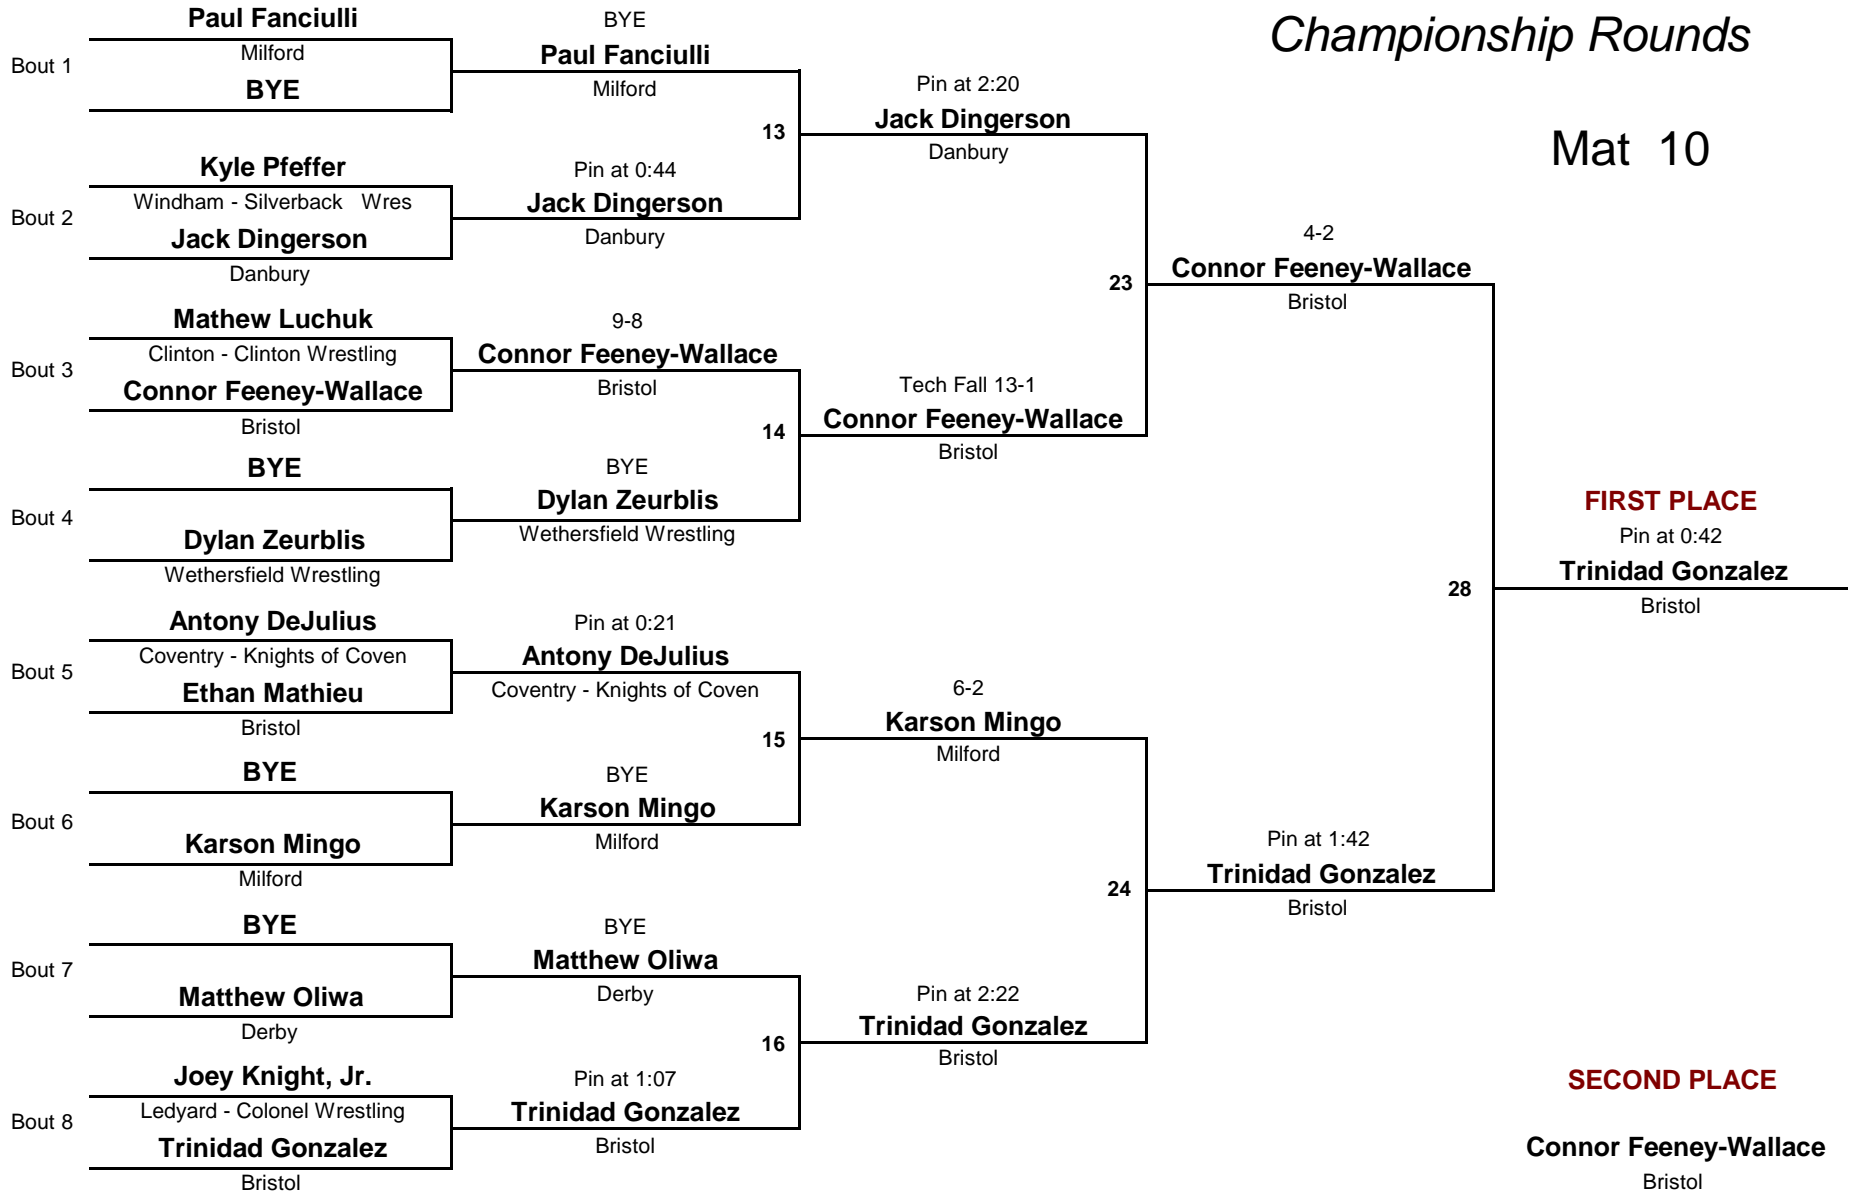 Championship Rounds
Mat 10
Bout 1
Paul Fanciulli
Milford
BYE
Bout 2
Kyle Pfeffer
Windham - Silverback Wres
Jack Dingerson
Danbury
Bout 3
Mathew Luchuk
Clinton - Clinton Wrestling
Connor Feeney-Wallace
Bristol
Bout 4
BYE
Dylan Zeurblis
Wethersfield Wrestling
Bout 5
Antony DeJulius
Coventry - Knights of Coven
Ethan Mathieu
Bristol
Bout 6
BYE
Karson Mingo
Milford
Bout 7
BYE
Matthew Oliwa
Derby
Bout 8
Joey Knight, Jr.
Ledyard - Colonel Wrestling
Trinidad Gonzalez
Bristol
BYE
Paul Fanciulli
Milford
13
Pin at 0:44
Jack Dingerson
Danbury
9-8
Connor Feeney-Wallace
Bristol
14
BYE
Dylan Zeurblis
Wethersfield Wrestling
Pin at 0:21
Antony DeJulius
Coventry - Knights of Coven
15
BYE
Karson Mingo
Milford
BYE
Matthew Oliwa
Derby
16
Pin at 1:07
Trinidad Gonzalez
Bristol
Pin at 2:20
Jack Dingerson
Danbury
23
Tech Fall 13-1
Connor Feeney-Wallace
Bristol
6-2
Karson Mingo
Milford
24
Pin at 2:22
Trinidad Gonzalez
Bristol
4-2
Connor Feeney-Wallace
Bristol
28
Pin at 1:42
Trinidad Gonzalez
Bristol
FIRST PLACE
Pin at 0:42
Trinidad Gonzalez
Bristol
SECOND PLACE
Connor Feeney-Wallace
Bristol